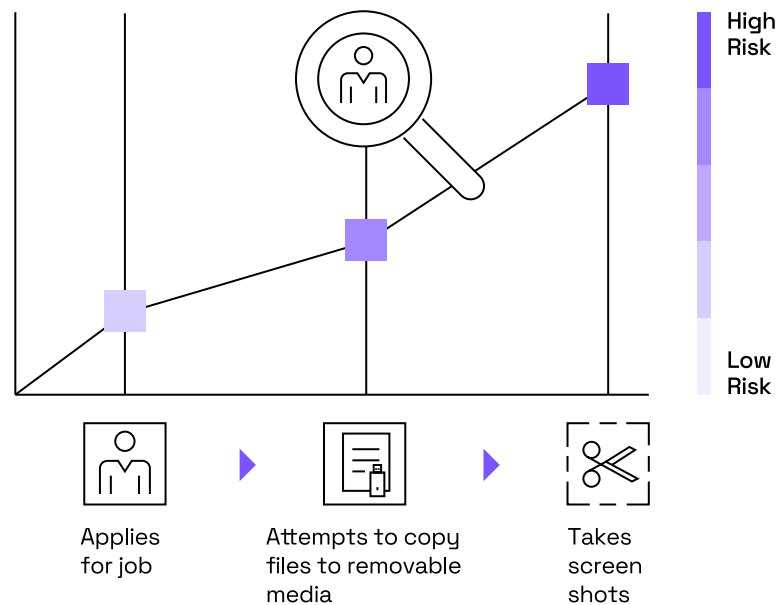 High
Risk
Low
Risk
Applies
for job
Attempts to copy
files to removable
media
Takes
screen
shots